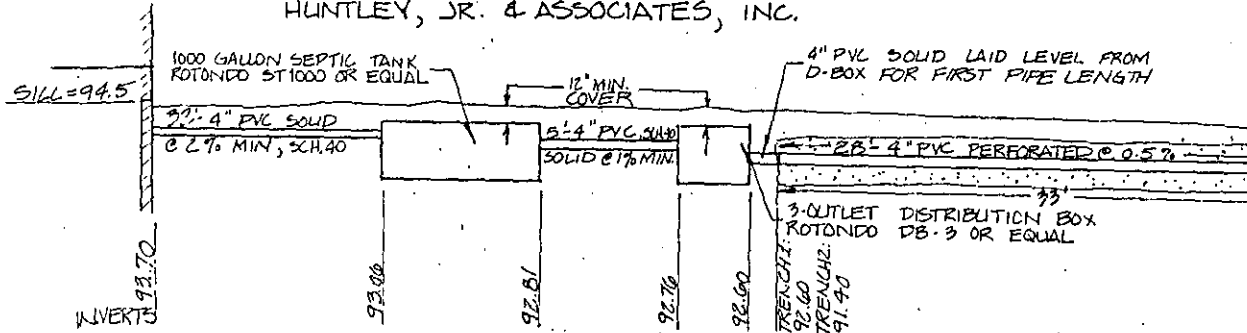 HUNTLEY, JR. & ASSOCIATES, INC.
1000 GALLON SEPTIC TANK
ROTONDO ST1000 OR EQUAL
12" MIN.
COVER
4" PVC SOLID LAID LEVEL FROM
D-BOX FOR FIRST PIPE LENGTH
SILL=94.5
4" PVC SOLID
@ 2% MIN, SCH.40
5'-4" PVC, SCH.40
SOLID @ 1% MIN.
28'-4" PVC PERFORATED @ 0.5%
33'
3-OUTLET DISTRIBUTION BOX
ROTONDO DB-3 OR EQUAL
INVERTS
93.70
93.06
92.81
92.76
92.60
TRENCH 1:
92.60
TRENCH 2:
91.40